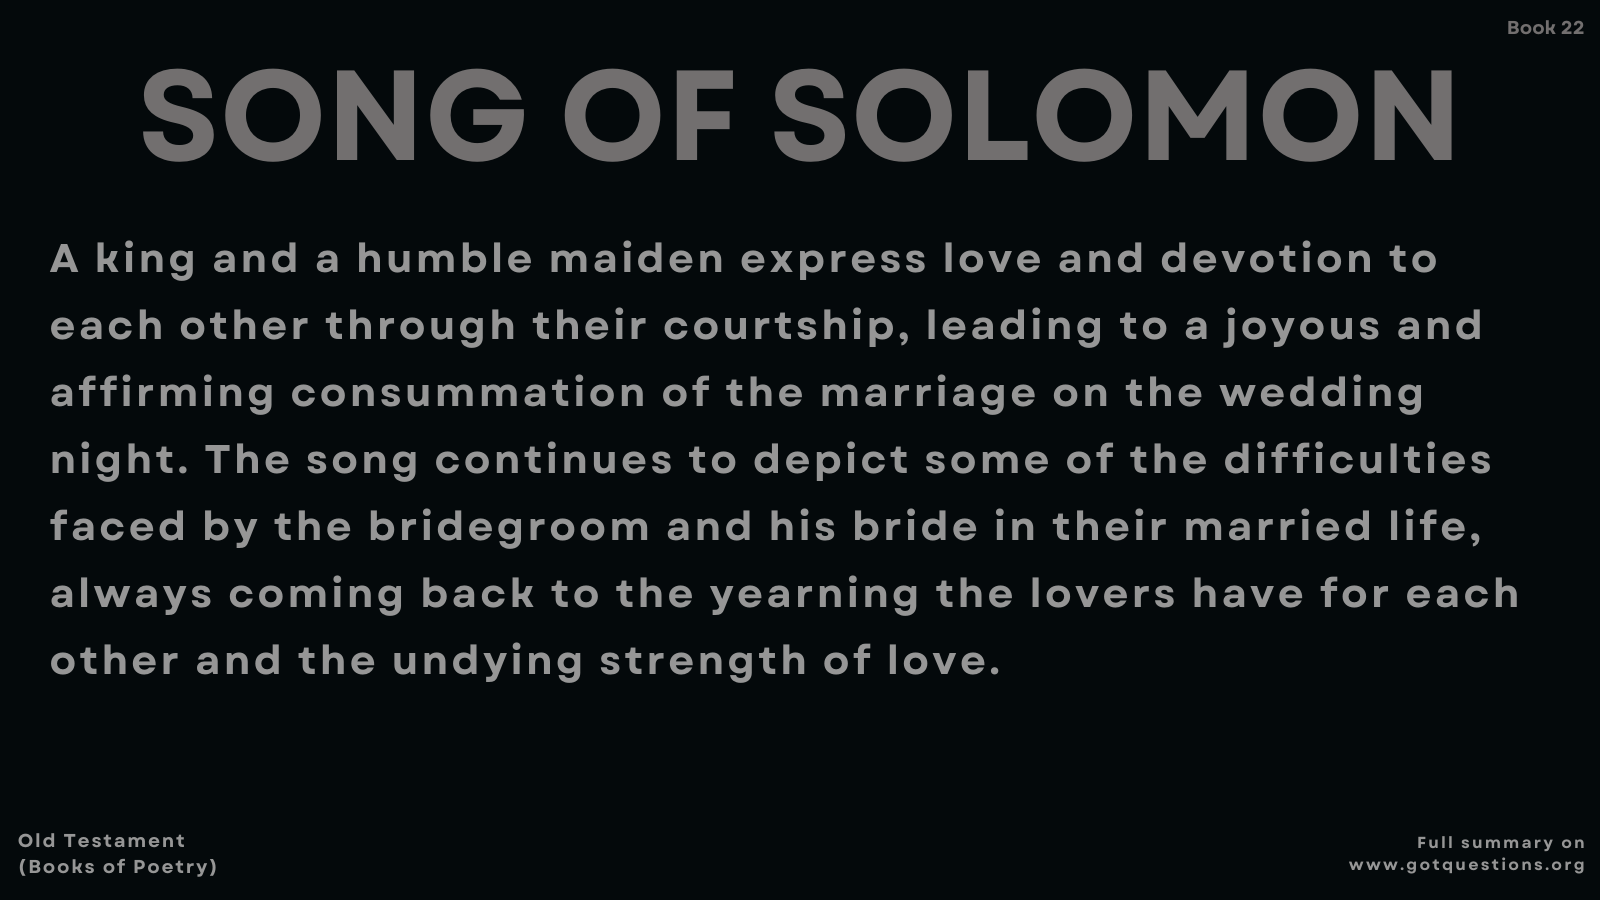 Book 22
SONG OF SOLOMON
A king and a humble maiden express love and devotion to
each other through their courtship, leading to a joyous and
affirming consummation of the marriage on the wedding
night. The song continues to depict some of the difficulties
faced by the bridegroom and his bride in their married life,
always coming back to the yearning the lovers have for each
other and the undying strength of love.
Old Testament
(Books of Poetry)
Full summary on
www.gotquestions.org